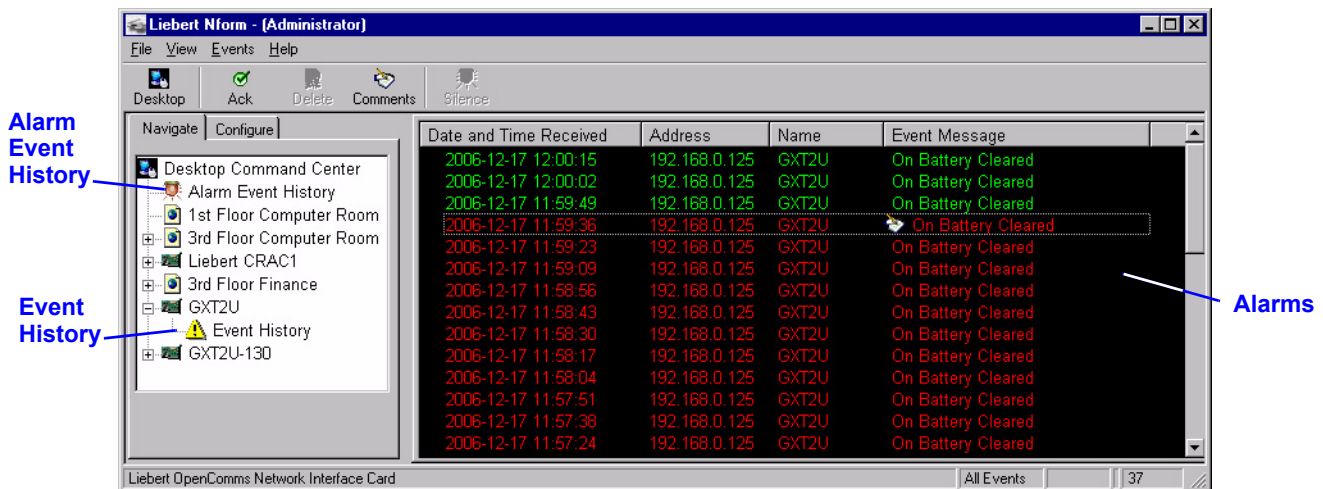 Liebert Nform - (Administrator)
File View Events Help
Desktop Ack Delete Comments Silence
Alarm
Event
History
Navigate Configure
Desktop Command Center
Alarm Event History
1st Floor Computer Room
3rd Floor Computer Room
Liebert CRAC1
3rd Floor Finance
GXT2U
Event History
GXT2U-130
Event
History
Date and Time Received Address Name Event Message
2006-12-17 12:00:15 192.168.0.125 GXT2U On Battery Cleared
2006-12-17 12:00:02 192.168.0.125 GXT2U On Battery Cleared
2006-12-17 11:59:49 192.168.0.125 GXT2U On Battery Cleared
2006-12-17 11:59:36 192.168.0.125 GXT2U On Battery Cleared
2006-12-17 11:59:23 192.168.0.125 GXT2U On Battery Cleared
2006-12-17 11:59:09 192.168.0.125 GXT2U On Battery Cleared
2006-12-17 11:58:56 192.168.0.125 GXT2U On Battery Cleared
2006-12-17 11:58:43 192.168.0.125 GXT2U On Battery Cleared
2006-12-17 11:58:30 192.168.0.125 GXT2U On Battery Cleared
2006-12-17 11:58:17 192.168.0.125 GXT2U On Battery Cleared
2006-12-17 11:58:04 192.168.0.125 GXT2U On Battery Cleared
2006-12-17 11:57:51 192.168.0.125 GXT2U On Battery Cleared
2006-12-17 11:57:38 192.168.0.125 GXT2U On Battery Cleared
2006-12-17 11:57:24 192.168.0.125 GXT2U On Battery Cleared
Alarms
Liebert OpenComms Network Interface Card All Events 37